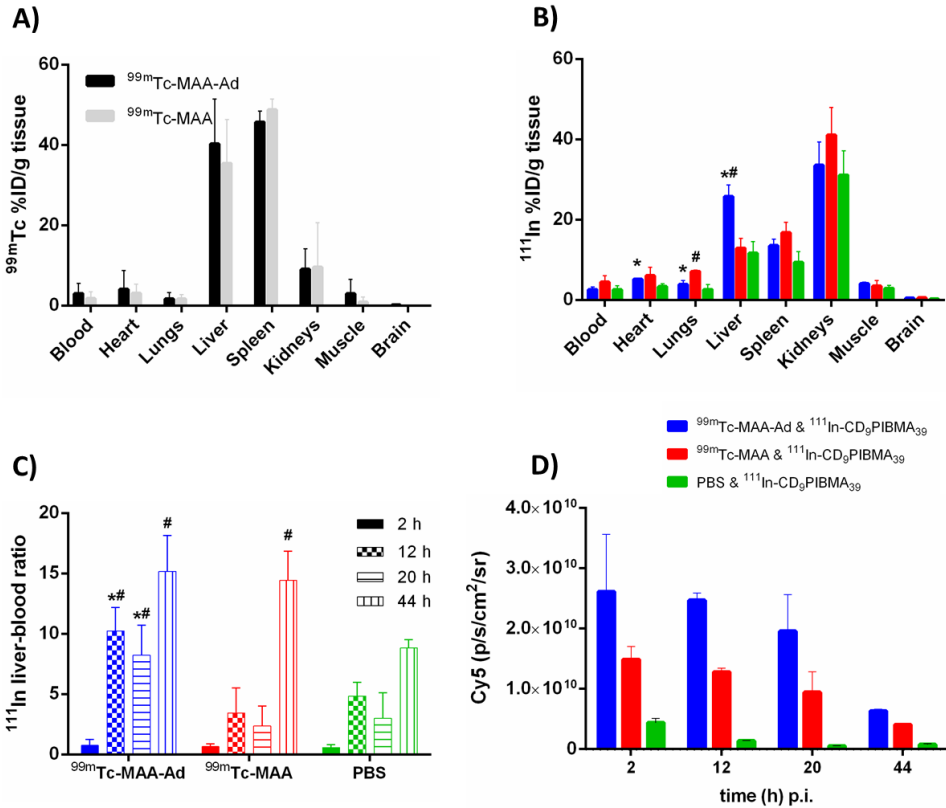 A)
60
40
20
0
⁹⁹ᵐTc %ID/g tissue
⁹⁹ᵐTc-MAA-Ad
⁹⁹ᵐTc-MAA
Blood
Heart
Lungs
Liver
Spleen
Kidneys
Muscle
Brain
B)
60
40
20
0
¹¹¹In %ID/g tissue
*
*
#
*#
Blood
Heart
Lungs
Liver
Spleen
Kidneys
Muscle
Brain
⁹⁹ᵐTc-MAA-Ad & ¹¹¹In-CD₉PIBMA₃₉
⁹⁹ᵐTc-MAA & ¹¹¹In-CD₉PIBMA₃₉
PBS & ¹¹¹In-CD₉PIBMA₃₉
C)
20
15
10
5
0
¹¹¹In liver-blood ratio
*#
*#
#
#
2 h
12 h
20 h
44 h
⁹⁹ᵐTc-MAA-Ad
⁹⁹ᵐTc-MAA
PBS
D)
4.0×10¹⁰
3.0×10¹⁰
2.0×10¹⁰
1.0×10¹⁰
0
Cy5 (p/s/cm²/sr)
2
12
20
44
time (h) p.i.